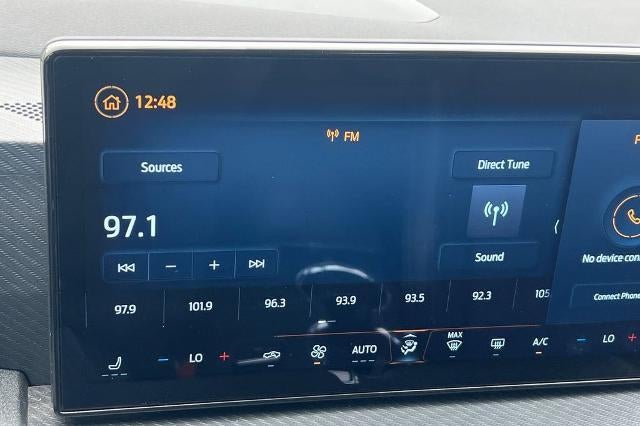 12:48
FM
Sources
Direct Tune
97.1
Sound
No device con
Connect Phone
97.9 101.9 96.3 93.9 93.5 92.3 105
LO AUTO MAX A/C LO